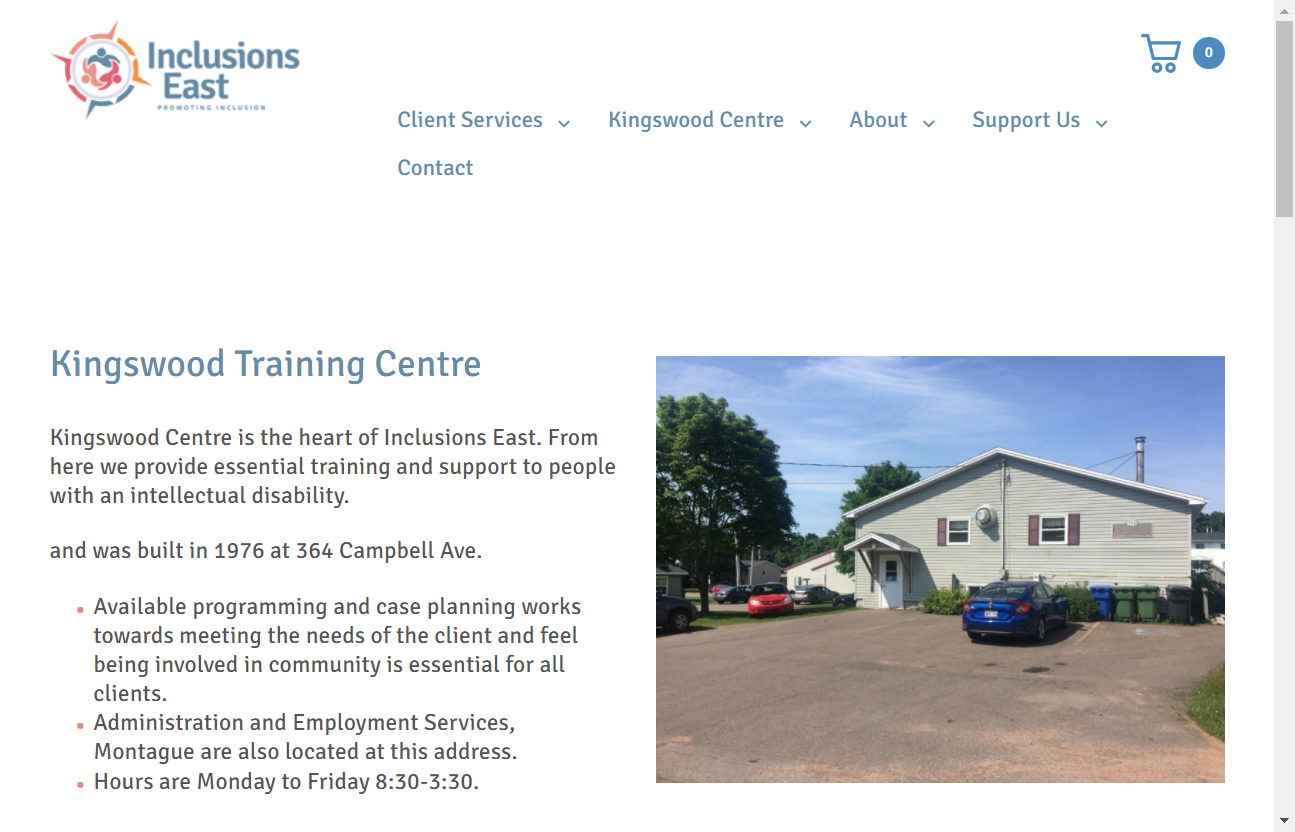 Inclusions
East
PROMOTING INCLUSION
0
Client Services
Kingswood Centre
About
Support Us
Contact
Kingswood Training Centre
Kingswood Centre is the heart of Inclusions East. From
here we provide essential training and support to people
with an intellectual disability.
and was built in 1976 at 364 Campbell Ave.
Available programming and case planning works
towards meeting the needs of the client and feel
being involved in community is essential for all
clients.
Administration and Employment Services,
Montague are also located at this address.
Hours are Monday to Friday 8:30-3:30.